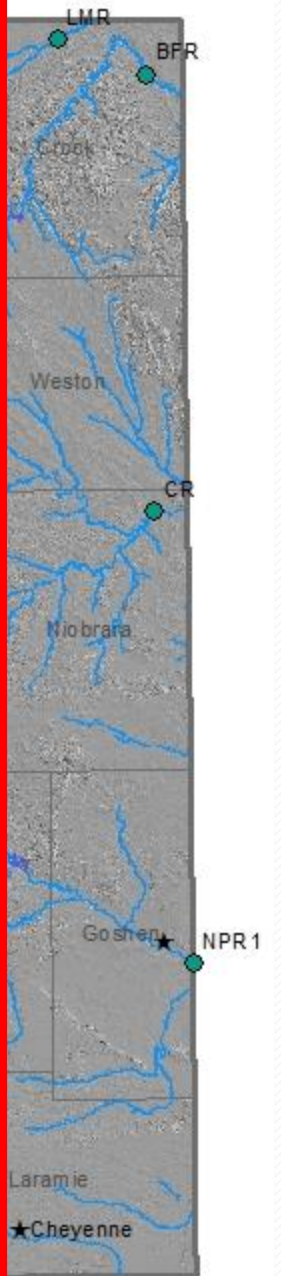 LMR
BFR
Crook
Weston
CR
Niobrara
Goshen
NPR1
Laramie
Cheyenne